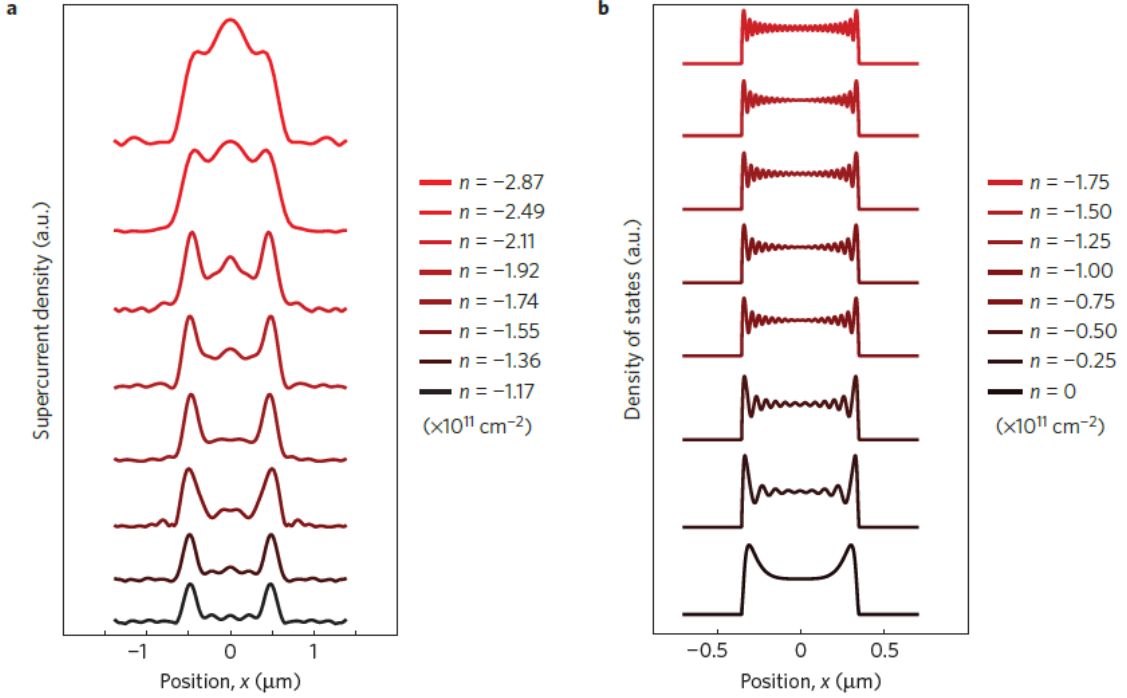 a
Supercurrent density (a.u.)
n = −2.87
n = −2.49
n = −2.11
n = −1.92
n = −1.74
n = −1.55
n = −1.36
n = −1.17
(×10¹¹ cm⁻²)
−1 0 1
Position, x (μm)
b
Density of states (a.u.)
n = −1.75
n = −1.50
n = −1.25
n = −1.00
n = −0.75
n = −0.50
n = −0.25
n = 0
(×10¹¹ cm⁻²)
−0.5 0 0.5
Position, x (μm)